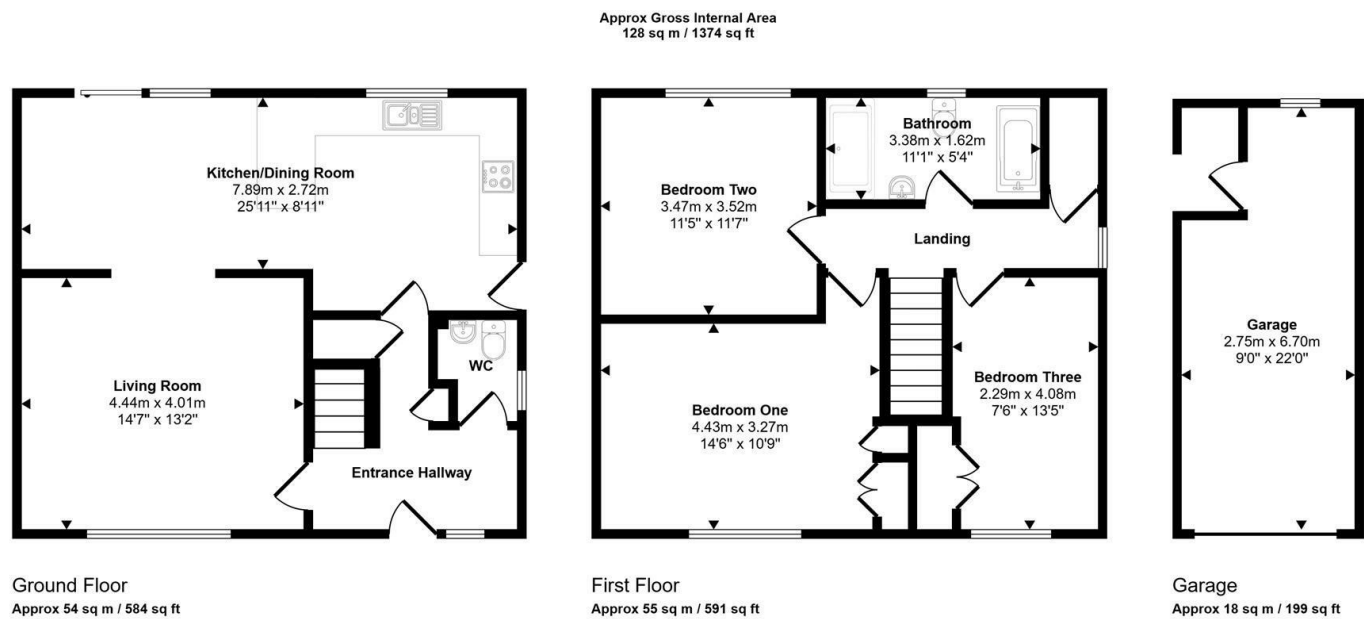 Approx Gross Internal Area
128 sq m / 1374 sq ft
Kitchen/Dining Room
7.89m x 2.72m
25'11" x 8'11"
Living Room
4.44m x 4.01m
14'7" x 13'2"
WC
Entrance Hallway
Ground Floor
Approx 54 sq m / 584 sq ft
Bedroom Two
3.47m x 3.52m
11'5" x 11'7"
Bathroom
3.38m x 1.62m
11'1" x 5'4"
Landing
Bedroom One
4.43m x 3.27m
14'6" x 10'9"
Bedroom Three
2.29m x 4.08m
7'6" x 13'5"
First Floor
Approx 55 sq m / 591 sq ft
Garage
2.75m x 6.70m
9'0" x 22'0"
Garage
Approx 18 sq m / 199 sq ft